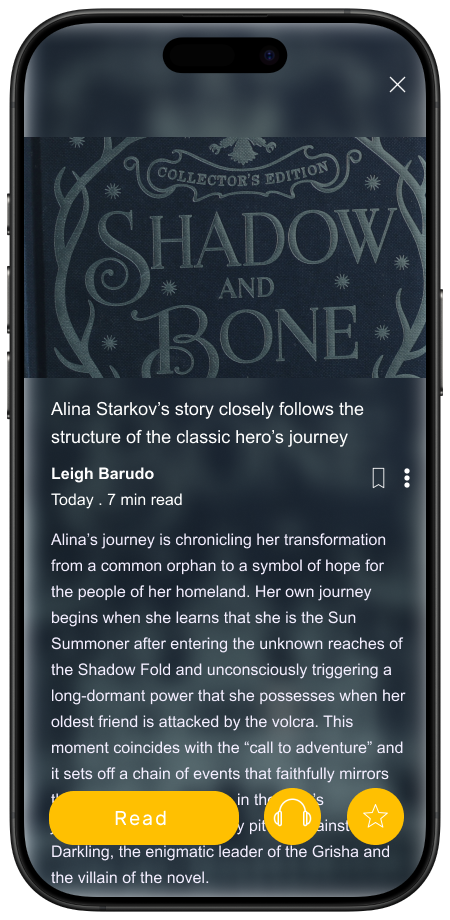 COLLECTOR'S EDITION
SHADOW
AND
BONE
Alina Starkov’s story closely follows the
structure of the classic hero’s journey
Leigh Barudo
Today . 7 min read
Alina’s journey is chronicling her transformation
from a common orphan to a symbol of hope for
the people of her homeland. Her own journey
begins when she learns that she is the Sun
Summoner after entering the unknown reaches of
the Shadow Fold and unconsciously triggering a
long-dormant power that she possesses when her
oldest friend is attacked by the volcra. This
moment coincides with the “call to adventure” and
it sets off a chain of events that faithfully mirrors
in
Read
Darkling, the enigmatic leader of the Grisha and
the villain of the novel.